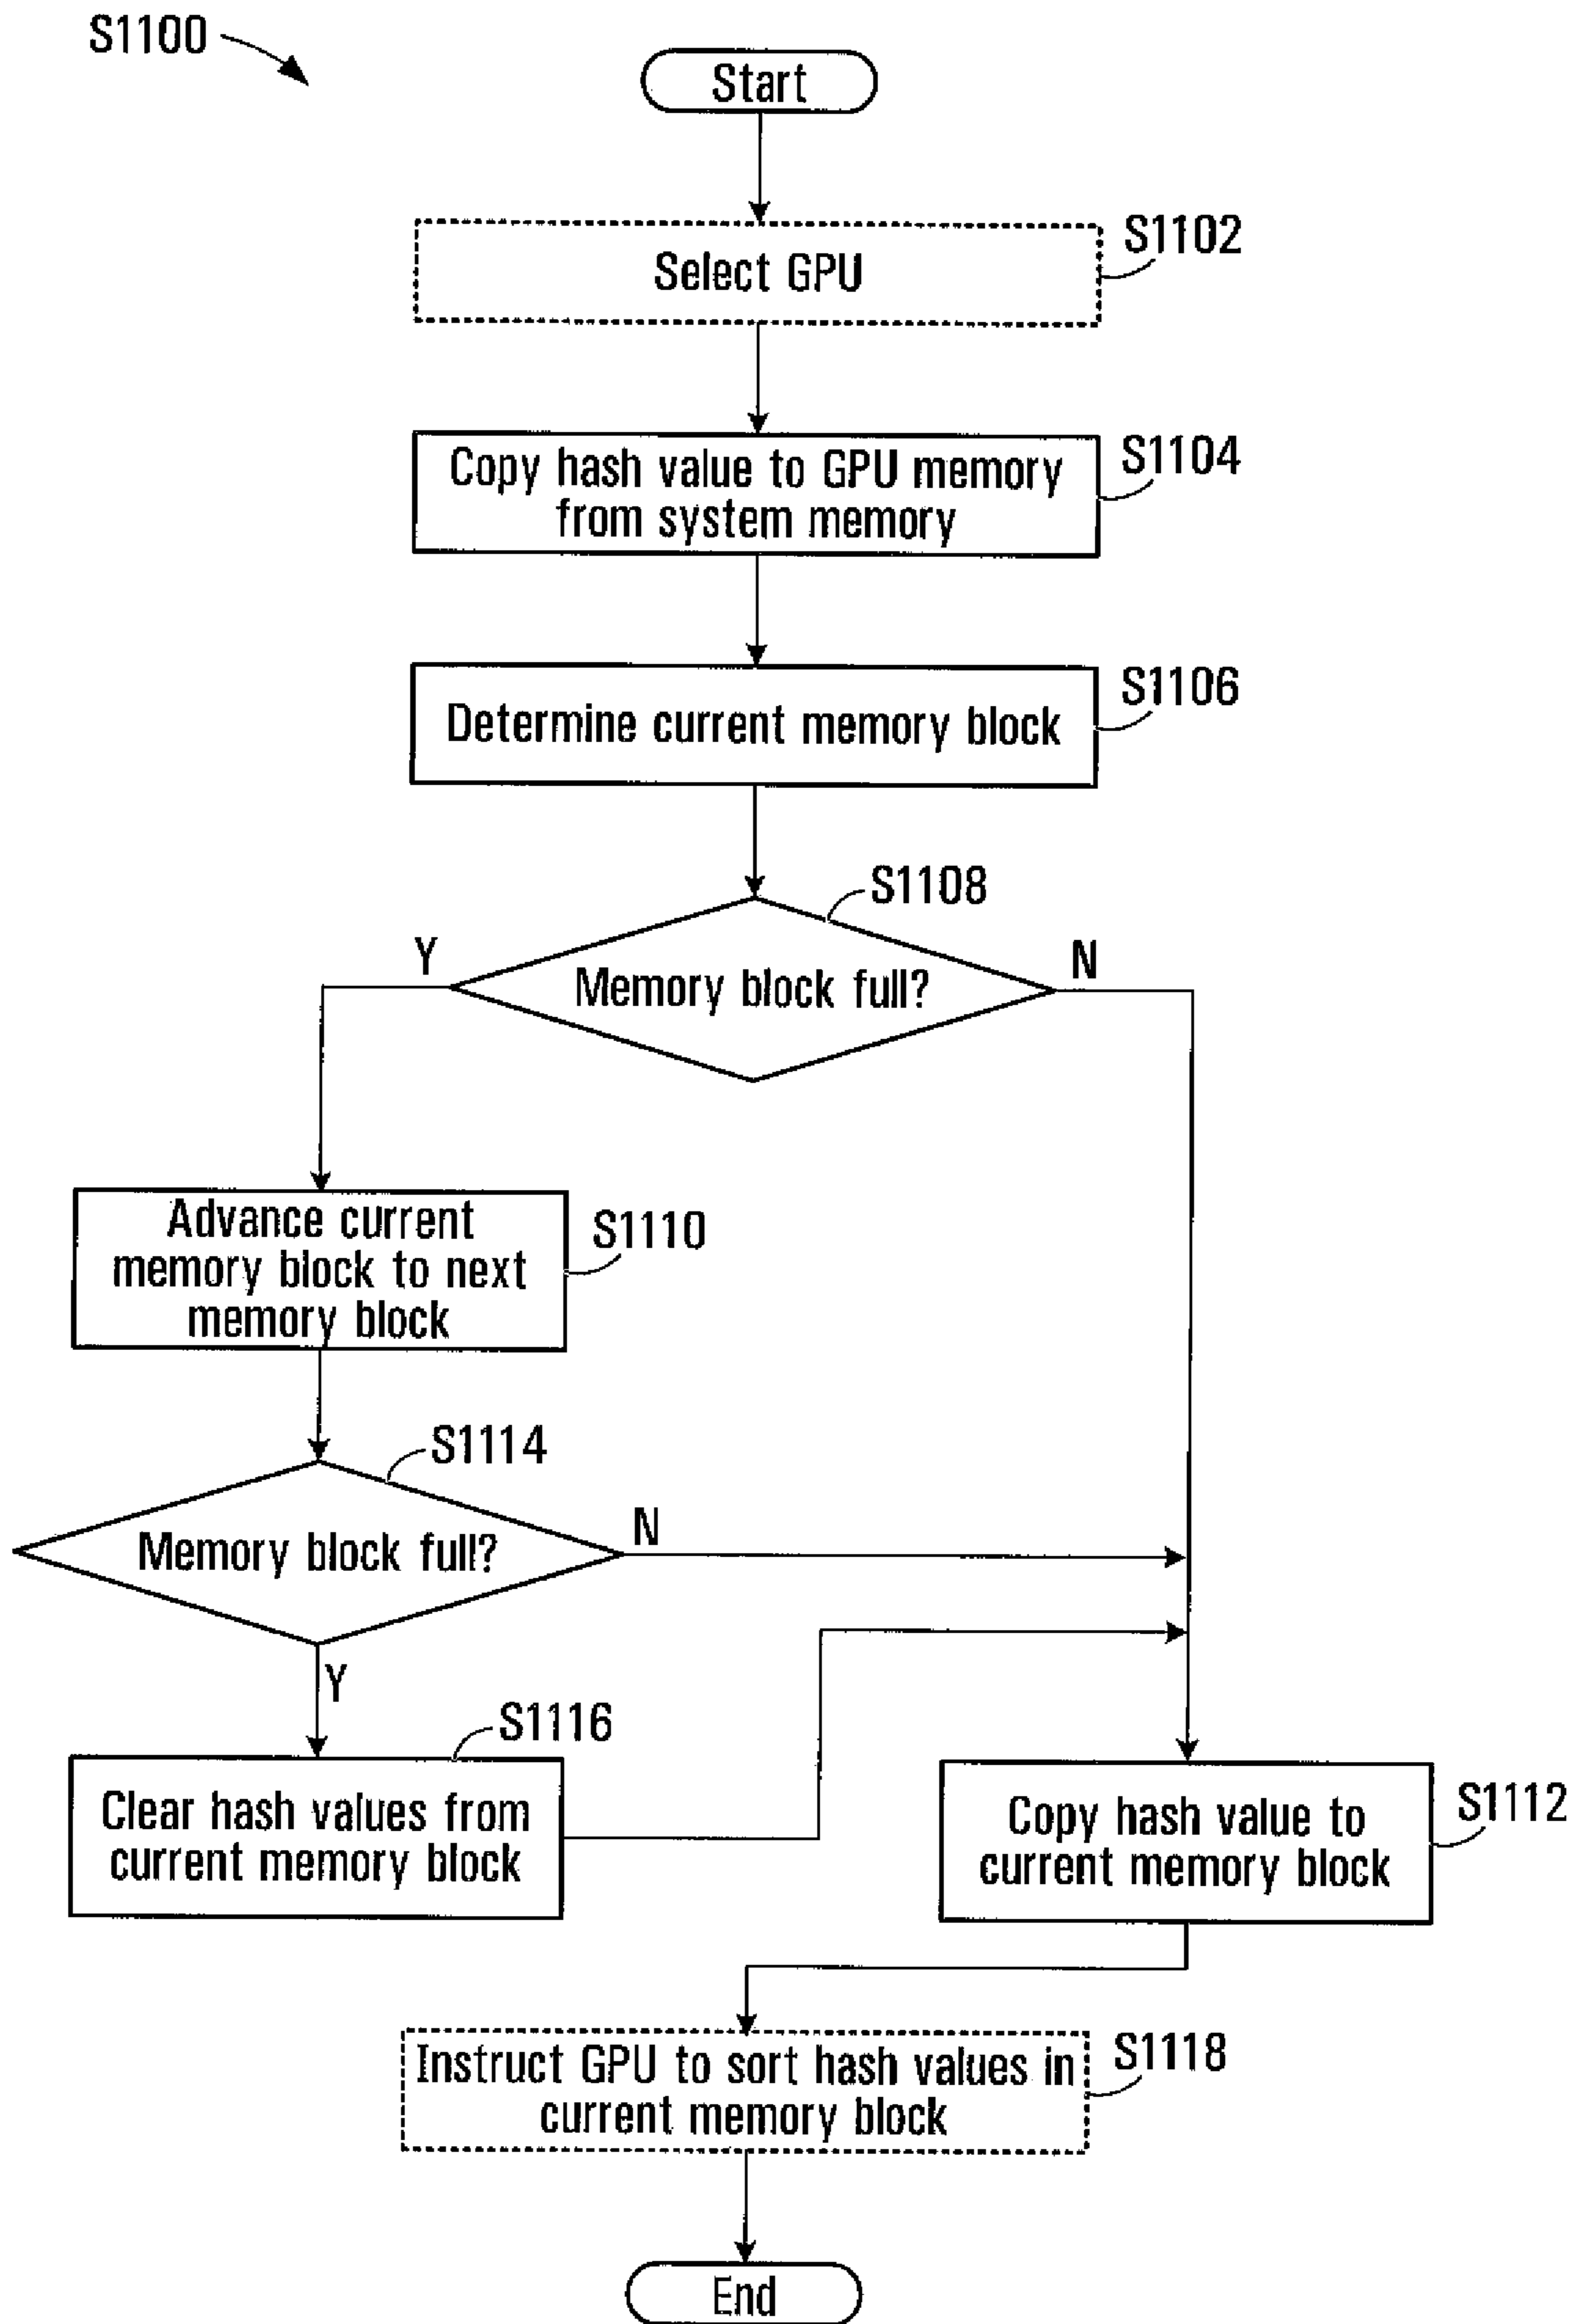 S1100
Start
S1102
Select GPU
S1104
Copy hash value to GPU memory
from system memory
S1106
Determine current memory block
S1108
Y
N
Memory block full?
Advance current
memory block to next
memory block
S1110
S1114
Memory block full?
N
Y
S1116
Clear hash values from
current memory block
S1112
Copy hash value to
current memory block
S1118
Instruct GPU to sort hash values in
current memory block
End